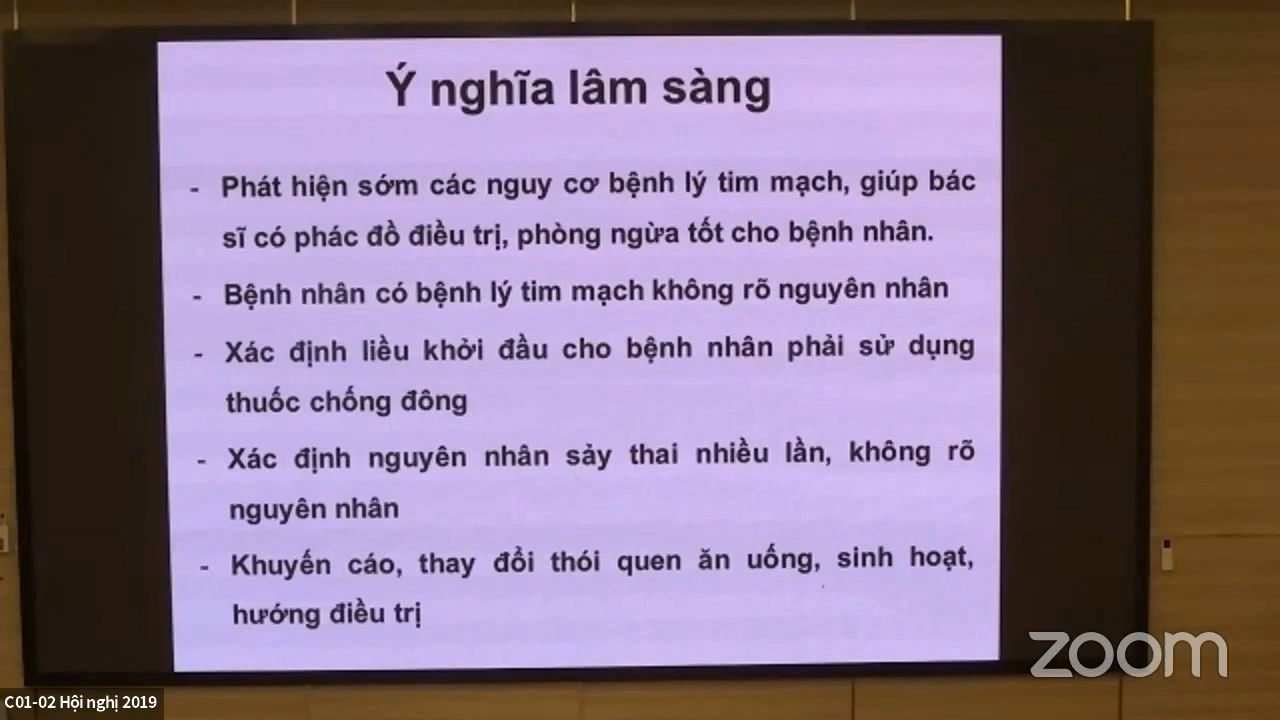 Ý nghĩa lâm sàng
- Phát hiện sớm các nguy cơ bệnh lý tim mạch, giúp bác
sĩ có phác đồ điều trị, phòng ngừa tốt cho bệnh nhân.
- Bệnh nhân có bệnh lý tim mạch không rõ nguyên nhân
- Xác định liều khởi đầu cho bệnh nhân phải sử dụng
thuốc chống đông
- Xác định nguyên nhân sảy thai nhiều lần, không rõ
nguyên nhân
- Khuyến cáo, thay đổi thói quen ăn uống, sinh hoạt,
hướng điều trị
zoom
C01-02 Hội nghị 2019